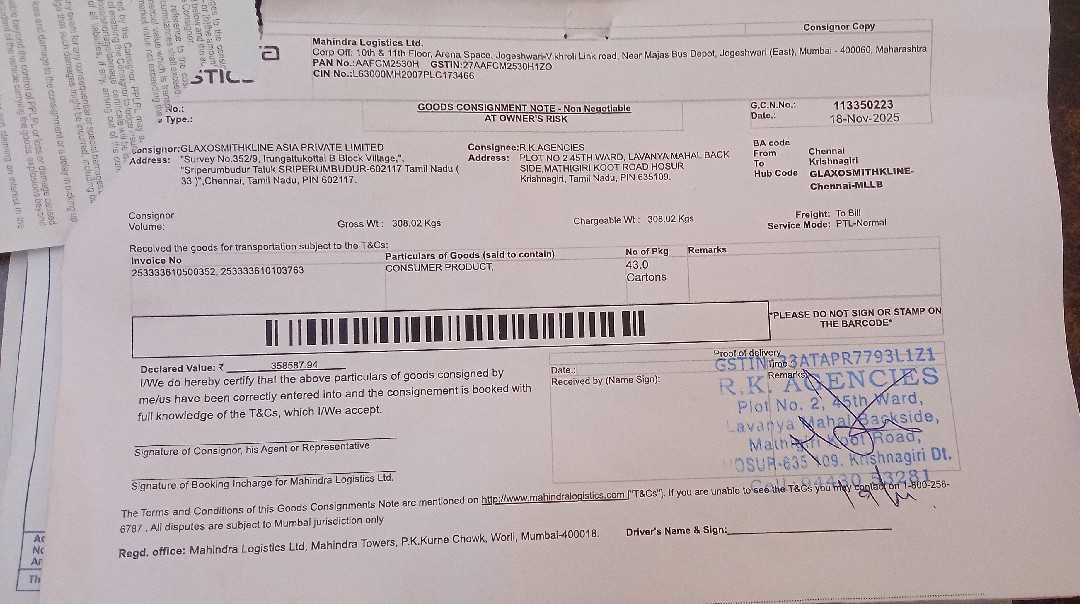 Consignor Copy
Mahindra Logistics Ltd.
Corp Off: 10th & 11th Floor, Arena Space, Jogeshwari-Vikhroli Link road, Near Majas Bus Depot, Jogeshwari (East), Mumbai - 400060, Maharashtra
PAN No.:AAFCM2530H GSTIN:27AAFCM2530H1ZO
CIN No.:L63000MH2007PLC173466
No.:
Type.:
GOODS CONSIGNMENT NOTE - Non Negotiable
AT OWNER'S RISK
G.C.N.No.: 113350223
Date.: 18-Nov-2025
Consignor:GLAXOSMITHKLINE ASIA PRIVATE LIMITED
Address: "Survey No.352/9, Irungattukottai B Block Village,",
"Sriperumbudur Taluk SRIPERUMBUDUR-602117 Tamil Nadu (
33 )",Chennai, Tamil Nadu, PIN 602117.
Consignee:R.K.AGENCIES
Address: PLOT NO 2 45TH WARD, LAVANYA MAHAL BACK
SIDE,MATHIGIRI KOOT ROAD HOSUR
Krishnagiri, Tamil Nadu, PIN 635109.
BA code
From Chennai
To Krishnagiri
Hub Code GLAXOSMITHKLINE-
Chennai-MLLB
Consignor
Volume:
Gross Wt : 308.02 Kgs
Chargeable Wt : 308.02 Kgs
Freight: To Bill
Service Mode: PTL-Normal
Received the goods for transportation subject to the T&Cs:
Invoice No Particulars of Goods (said to contain) No of Pkg Remarks
253333610500352, 253333610103763 CONSUMER PRODUCT, 43.0
Cartons
"PLEASE DO NOT SIGN OR STAMP ON
THE BARCODE"
Declared Value: ₹ 358587.94
I/We do hereby certify that the above particulars of goods consigned by
me/us have been correctly entered into and the consignement is booked with
full knowledge of the T&Cs, which I/We accept.
Proof of delivery
Date.: Time
Received by (Name Sign): Remarks
GSTIN 33ATAPR7793L1Z1
R.K. AGENCIES
Plot No. 2, 45th Ward,
Lavanya Mahal Backside,
Mathigiri Koot Road,
HOSUR-635 109. Krishnagiri Dt.
Signature of Consignor, his Agent or Representative
Signature of Booking Incharge for Mahindra Logistics Ltd.
The Terms and Conditions of this Goods Consignments Note are mentioned on http://www.mahindralogistics.com ("T&Cs"). If you are unable to see the T&Cs you may contact on 1-800-258-
6787 . All disputes are subject to Mumbai jurisdiction only
Regd. office: Mahindra Logistics Ltd, Mahindra Towers, P.K.Kurne Chowk, Worli, Mumbai-400018.
Driver's Name & Sign: